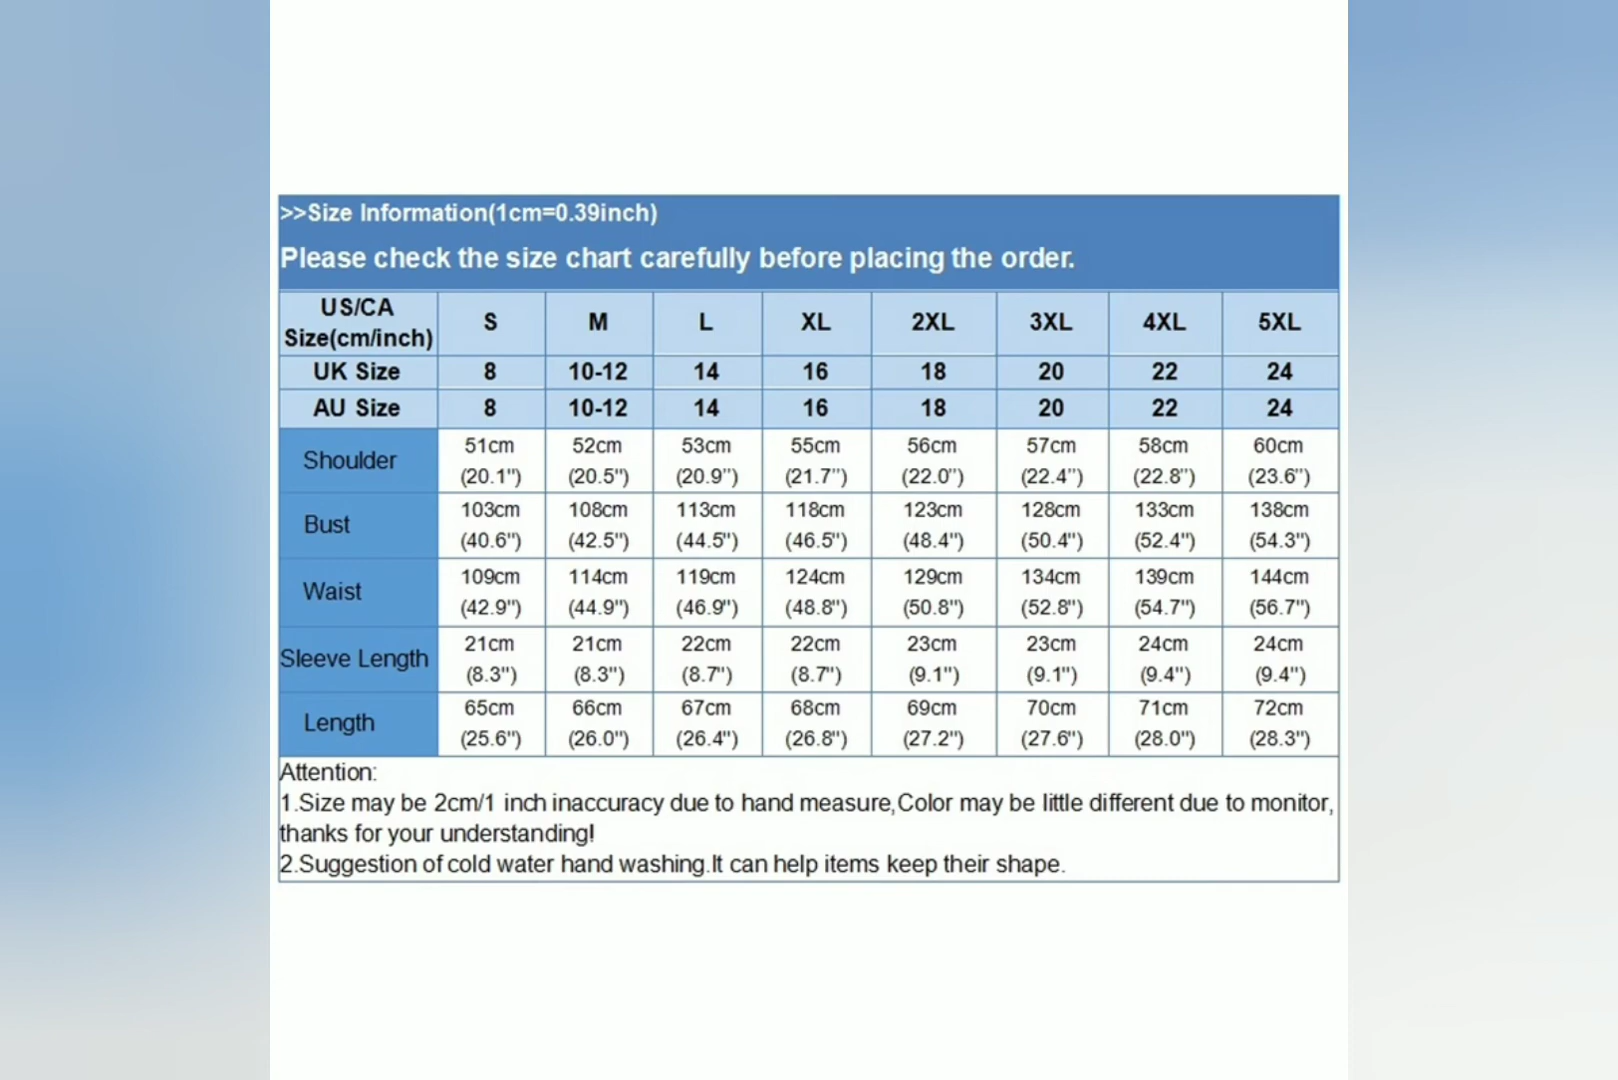 >>Size Information(1cm=0.39inch)
Please check the size chart carefully before placing the order.
US/CA Size(cm/inch) S M L XL 2XL 3XL 4XL 5XL
UK Size 8 10-12 14 16 18 20 22 24
AU Size 8 10-12 14 16 18 20 22 24
Shoulder 51cm (20.1") 52cm (20.5") 53cm (20.9") 55cm (21.7") 56cm (22.0") 57cm (22.4") 58cm (22.8") 60cm (23.6")
Bust 103cm (40.6") 108cm (42.5") 113cm (44.5") 118cm (46.5") 123cm (48.4") 128cm (50.4") 133cm (52.4") 138cm (54.3")
Waist 109cm (42.9") 114cm (44.9") 119cm (46.9") 124cm (48.8") 129cm (50.8") 134cm (52.8") 139cm (54.7") 144cm (56.7")
Sleeve Length 21cm (8.3") 21cm (8.3") 22cm (8.7") 22cm (8.7") 23cm (9.1") 23cm (9.1") 24cm (9.4") 24cm (9.4")
Length 65cm (25.6") 66cm (26.0") 67cm (26.4") 68cm (26.8") 69cm (27.2") 70cm (27.6") 71cm (28.0") 72cm (28.3")
Attention:
1.Size may be 2cm/1 inch inaccuracy due to hand measure,Color may be little different due to monitor,
thanks for your understanding!
2.Suggestion of cold water hand washing.It can help items keep their shape.